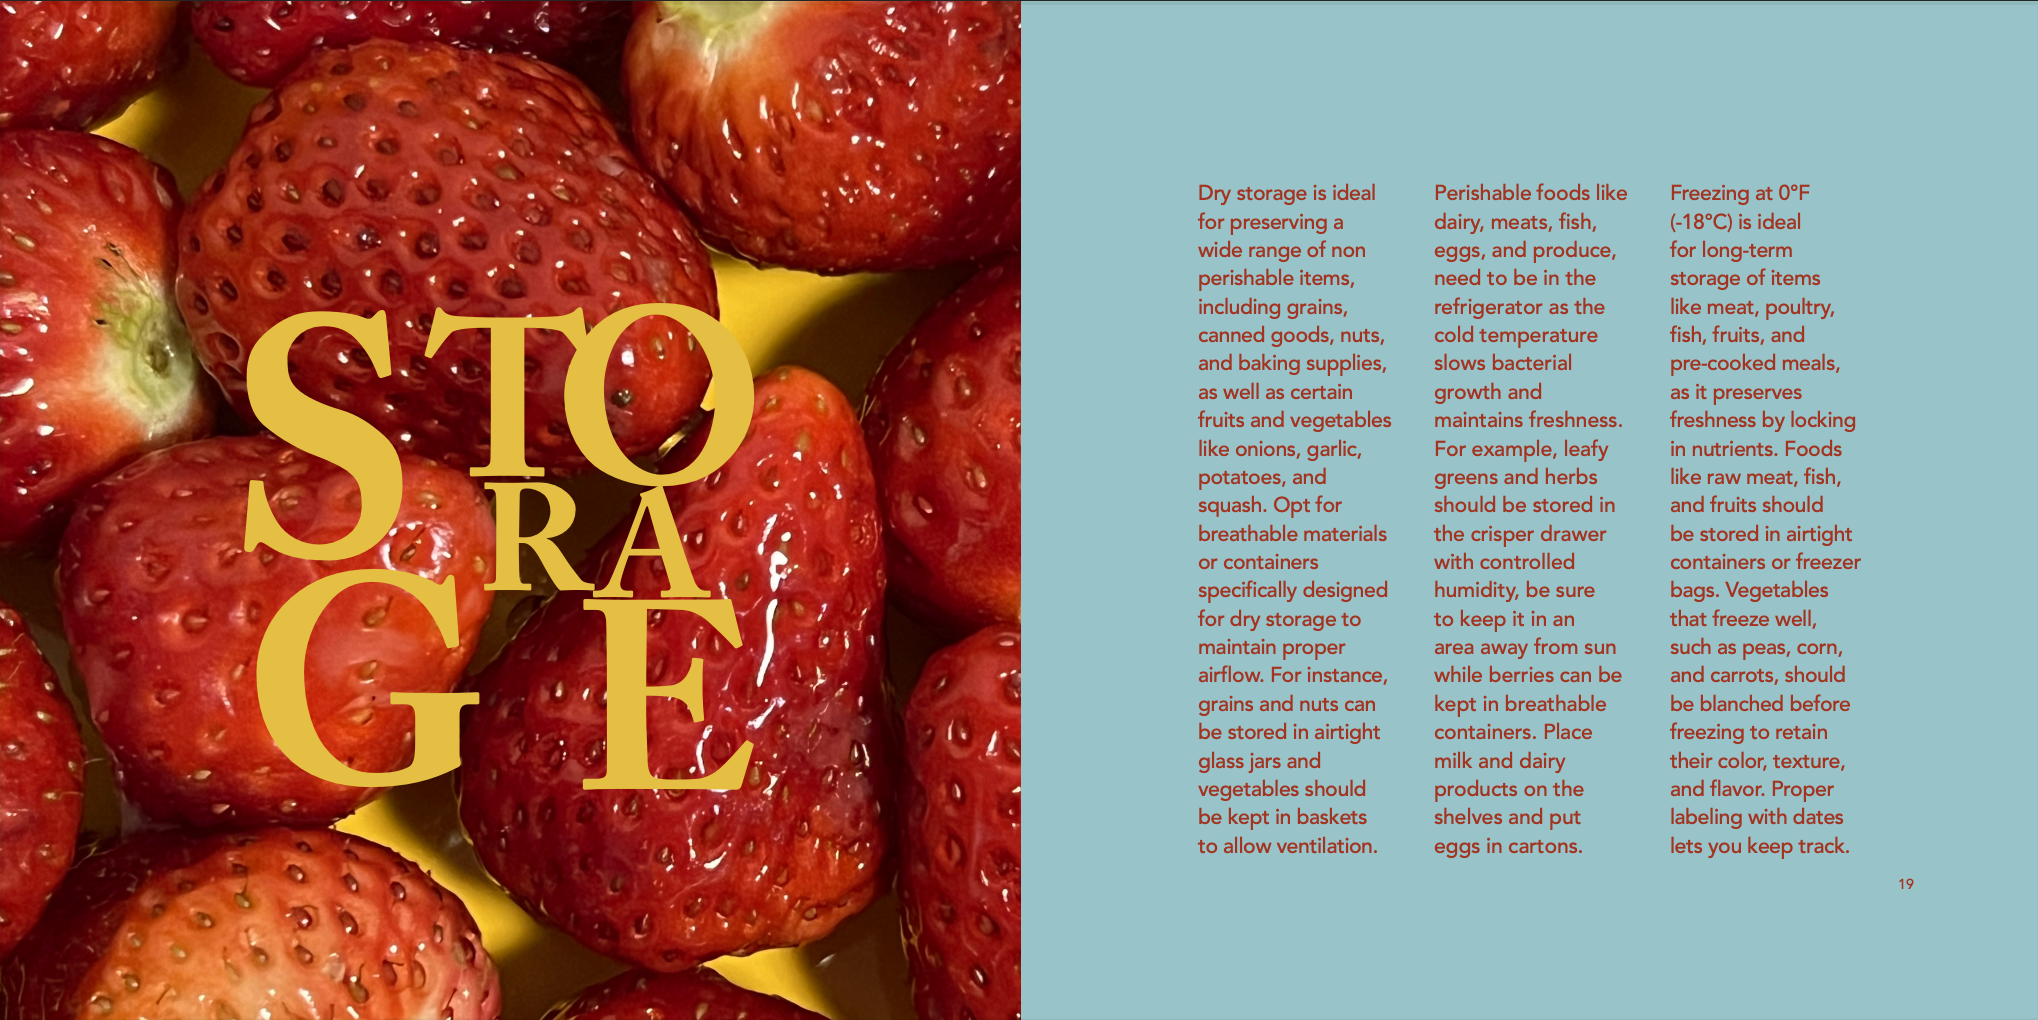 STO
RA
GE
Dry storage is ideal
for preserving a
wide range of non
perishable items,
including grains,
canned goods, nuts,
and baking supplies,
as well as certain
fruits and vegetables
like onions, garlic,
potatoes, and
squash. Opt for
breathable materials
or containers
specifically designed
for dry storage to
maintain proper
airflow. For instance,
grains and nuts can
be stored in airtight
glass jars and
vegetables should
be kept in baskets
to allow ventilation.
Perishable foods like
dairy, meats, fish,
eggs, and produce,
need to be in the
refrigerator as the
cold temperature
slows bacterial
growth and
maintains freshness.
For example, leafy
greens and herbs
should be stored in
the crisper drawer
with controlled
humidity, be sure
to keep it in an
area away from sun
while berries can be
kept in breathable
containers. Place
milk and dairy
products on the
shelves and put
eggs in cartons.
Freezing at 0°F
(-18°C) is ideal
for long-term
storage of items
like meat, poultry,
fish, fruits, and
pre-cooked meals,
as it preserves
freshness by locking
in nutrients. Foods
like raw meat, fish,
and fruits should
be stored in airtight
containers or freezer
bags. Vegetables
that freeze well,
such as peas, corn,
and carrots, should
be blanched before
freezing to retain
their color, texture,
and flavor. Proper
labeling with dates
lets you keep track.
19